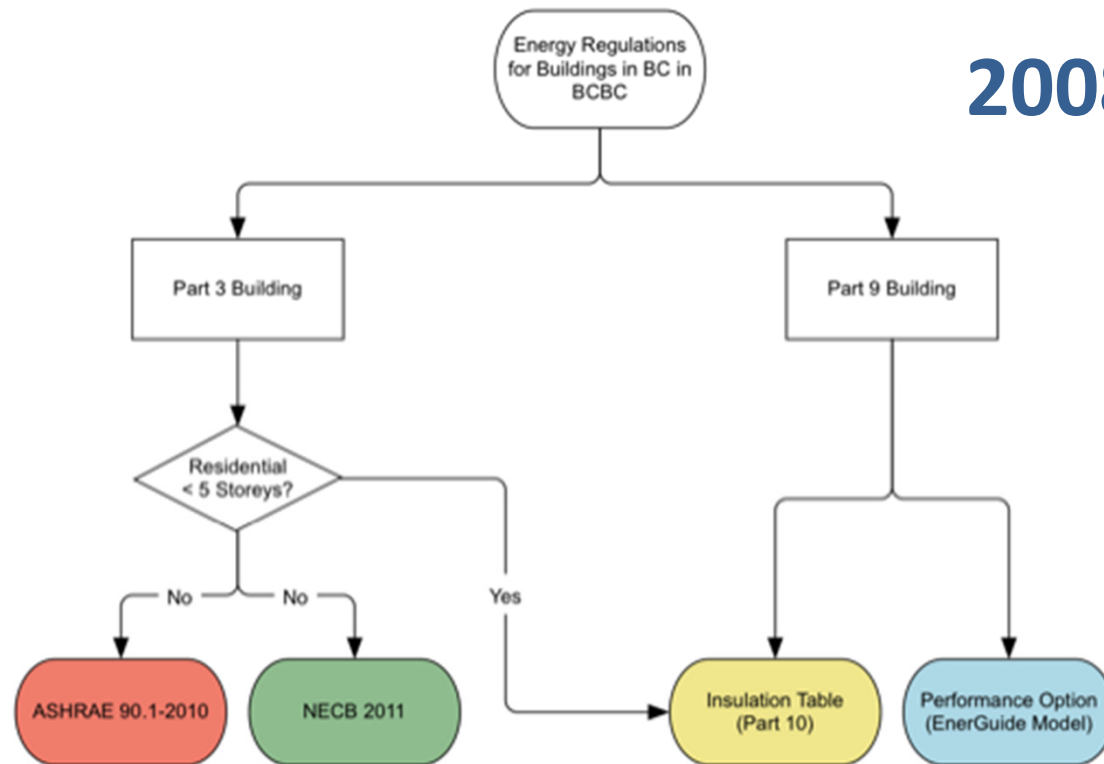 Energy Regulations
for Buildings in BC in
BCBC
2008
Part 3 Building
Part 9 Building
Residential
< 5 Storeys?
No
No
Yes
ASHRAE 90.1-2010
NECB 2011
Insulation Table
(Part 10)
Performance Option
(EnerGuide Model)